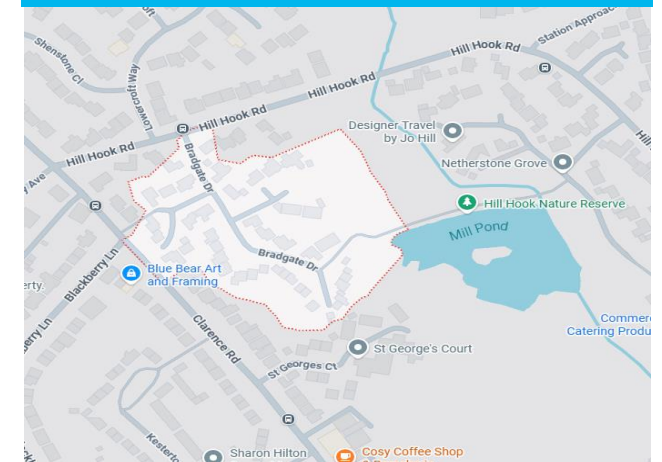 Station Approach
Shenstone Cl
Lowercroft Way
Hill Hook Rd
Hill Hook Rd
Hill Hook Rd
Hill Hook Rd
Designer Travel
by Jo Hill
Netherstone Grove
Bradgate Dr
Hill Hook Nature Reserve
Mill Pond
Bradgate Dr
Blue Bear Art
and Framing
Blackberry Ln
Clarence Rd
St George's Court
St Georges Ct
Catering
Sharon Hilton
Cosy Coffee Shop